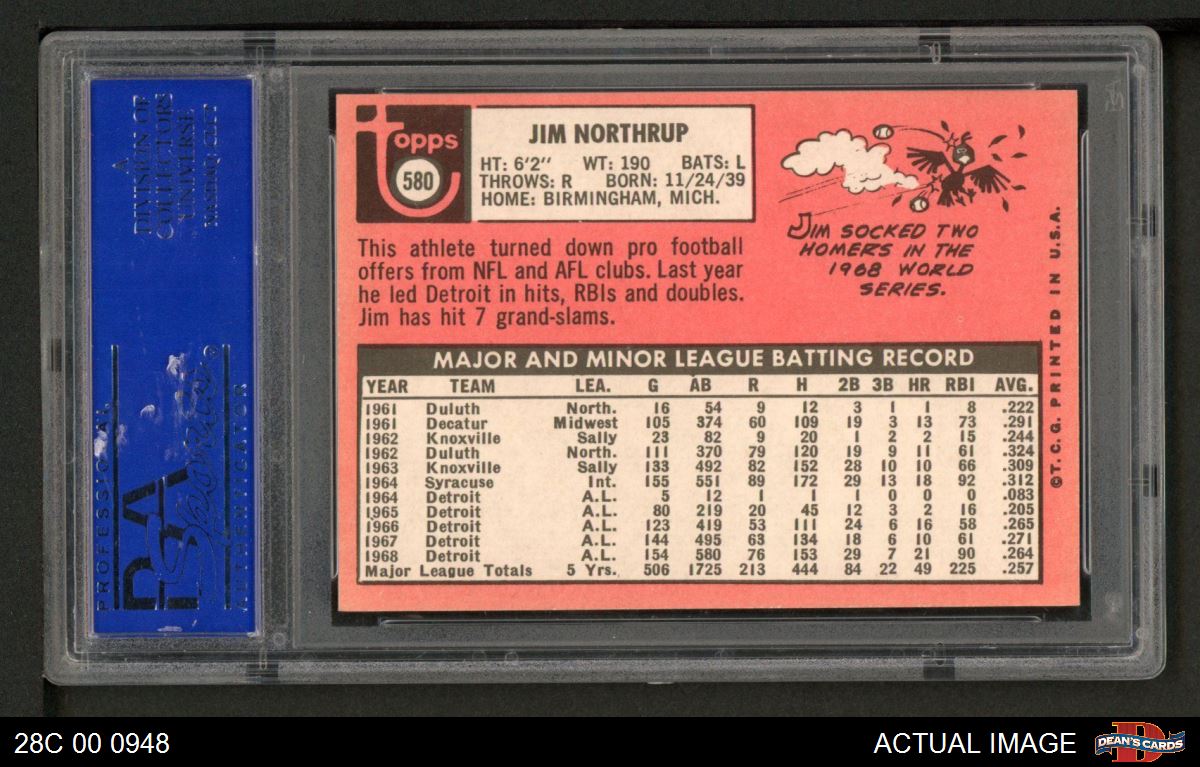 A
DIVISION OF
COLLECTORS
UNIVERSE
NASDAQ: CLCT
PROFESSIONAL
PSA
Sports
AUTHENTICATOR
®
topps
580
JIM NORTHRUP
HT: 6'2" WT: 190 BATS: L
THROWS: R BORN: 11/24/39
HOME: BIRMINGHAM, MICH.
This athlete turned down pro football
offers from NFL and AFL clubs. Last year
he led Detroit in hits, RBIs and doubles.
Jim has hit 7 grand-slams.
JIM SOCKED TWO
HOMERS IN THE
1968 WORLD
SERIES.
MAJOR AND MINOR LEAGUE BATTING RECORD
YEAR TEAM LEA. G AB R H 2B 3B HR RBI AVG.
1961 Duluth North. 16 54 9 12 3 1 1 8 .222
1961 Decatur Midwest 105 374 60 109 19 3 13 73 .291
1962 Knoxville Sally 23 82 9 20 1 2 2 15 .244
1962 Duluth North. 111 370 79 120 19 9 11 61 .324
1963 Knoxville Sally 133 492 82 152 28 10 10 66 .309
1964 Syracuse Int. 155 551 89 172 29 13 18 92 .312
1964 Detroit A.L. 5 12 1 1 1 0 0 0 .083
1965 Detroit A.L. 80 219 20 45 12 3 2 16 .205
1966 Detroit A.L. 123 419 53 111 24 6 16 58 .265
1967 Detroit A.L. 144 495 63 134 18 6 10 61 .271
1968 Detroit A.L. 154 580 76 153 29 7 21 90 .264
Major League Totals 5 Yrs. 506 1725 213 444 84 22 49 225 .257
©T.C.G. PRINTED IN U.S.A.
28C 00 0948
ACTUAL IMAGE
D
DEAN'S CARDS